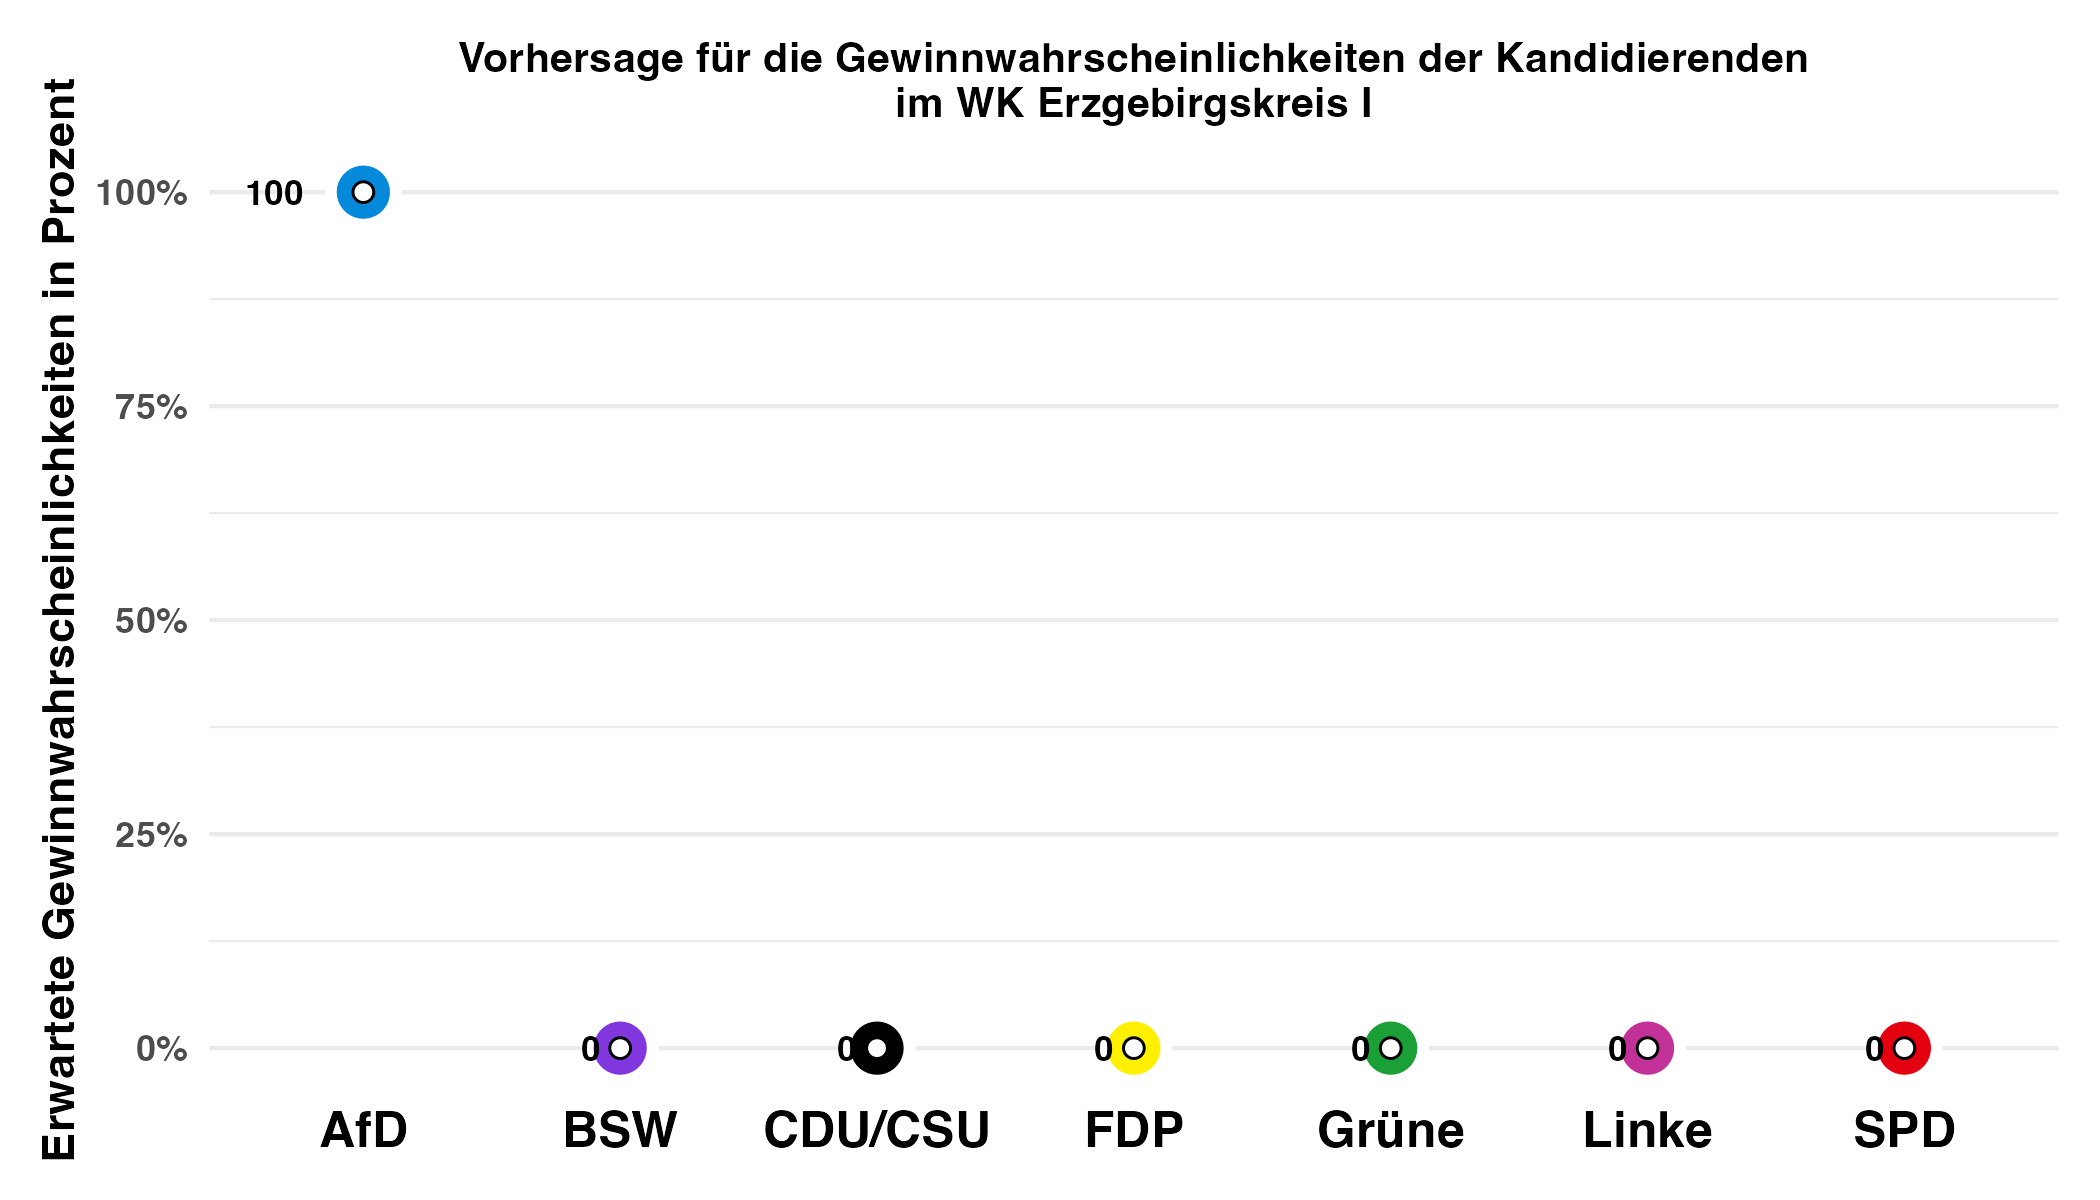 Vorhersage für die Gewinnwahrscheinlichkeiten der Kandidierenden
im WK Erzgebirgskreis I
Erwartete Gewinnwahrscheinlichkeiten in Prozent
100%
75%
50%
25%
0%
100
0
0
0
0
0
0
AfD
BSW
CDU/CSU
FDP
Grüne
Linke
SPD